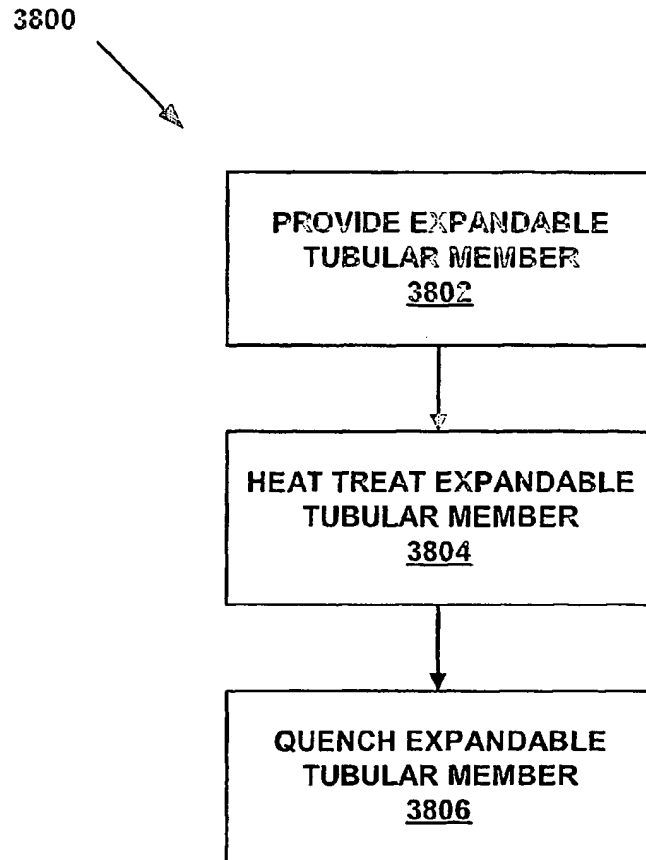 3800
PROVIDE EXPANDABLE
TUBULAR MEMBER
3802
HEAT TREAT EXPANDABLE
TUBULAR MEMBER
3804
QUENCH EXPANDABLE
TUBULAR MEMBER
3806